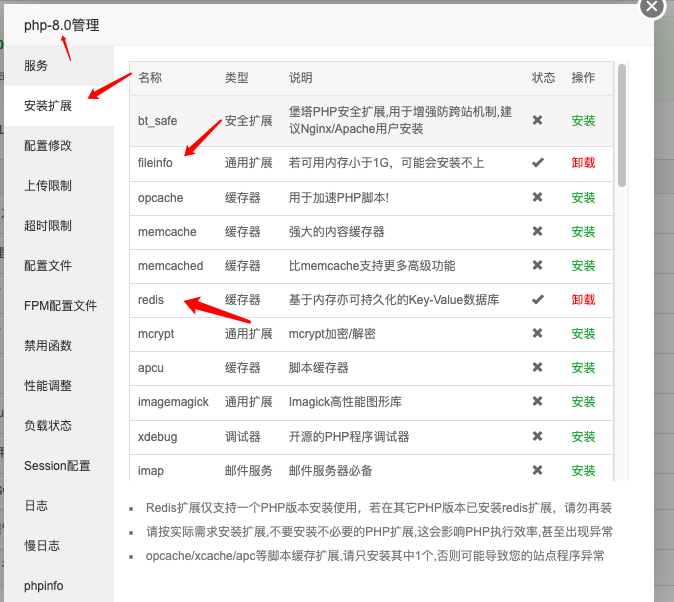 php-8.0管理
服务
安装扩展
配置修改
上传限制
超时限制
配置文件
FPM配置文件
禁用函数
性能调整
负载状态
Session配置
日志
慢日志
phpinfo
名称 类型 说明 状态 操作
bt_safe 安全扩展 堡塔PHP安全扩展,用于增强防跨站机制,建
议Nginx/Apache用户安装 安装
fileinfo 通用扩展 若可用内存小于1G，可能会安装不上 卸载
opcache 缓存器 用于加速PHP脚本! 安装
memcache 缓存器 强大的内容缓存器 安装
memcached 缓存器 比memcache支持更多高级功能 安装
redis 缓存器 基于内存亦可持久化的Key-Value数据库 卸载
mcrypt 通用扩展 mcrypt加密/解密 安装
apcu 缓存器 脚本缓存器 安装
imagemagick 通用扩展 Imagick高性能图形库 安装
xdebug 调试器 开源的PHP程序调试器 安装
imap 邮件服务 邮件服务器必备 安装
Redis扩展仅支持一个PHP版本安装使用，若在其它PHP版本已安装redis扩展，请勿再装
请按实际需求安装扩展,不要安装不必要的PHP扩展,这会影响PHP执行效率,甚至出现异常
opcache/xcache/apc等脚本缓存扩展,请只安装其中1个,否则可能导致您的站点程序异常